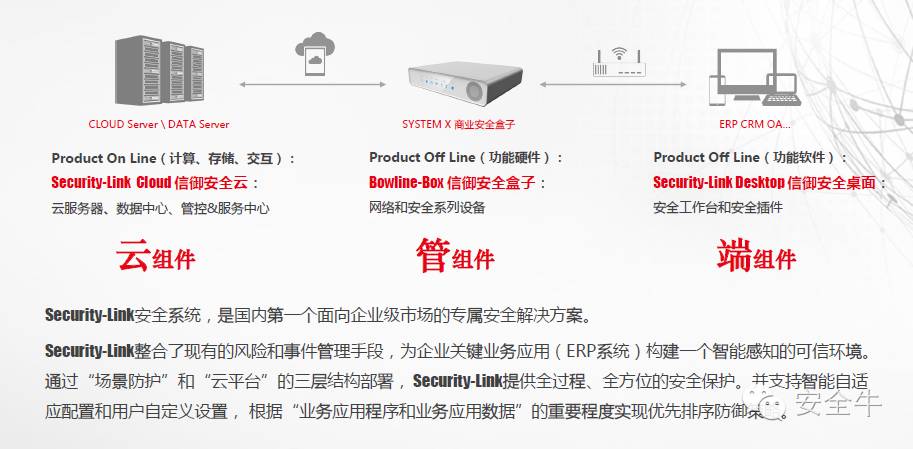 CLOUD Server \ DATA Server
SYSTEM X 商业安全盒子
ERP CRM OA...
Product On Line（计算、存储、交互）：
Product Off Line（功能硬件）：
Product Off Line（功能软件）：
Security-Link Cloud 信御安全云：
Bowline-Box 信御安全盒子：
Security-Link Desktop 信御安全桌面：
云服务器、数据中心、管控&服务中心
网络和安全系列设备
安全工作台和安全插件
云组件
管组件
端组件
Security-Link安全系统，是国内第一个面向企业级市场的专属安全解决方案。
Security-Link整合了现有的风险和事件管理手段，为企业关键业务应用（ERP系统）构建一个智能感知的可信环境。
通过“场景防护”和“云平台”的三层结构部署，Security-Link提供全过程、全方位的安全保护。并支持智能自适
应配置和用户自定义设置，根据“业务应用程序和业务应用数据”的重要程度实现优先排序防御
安全牛